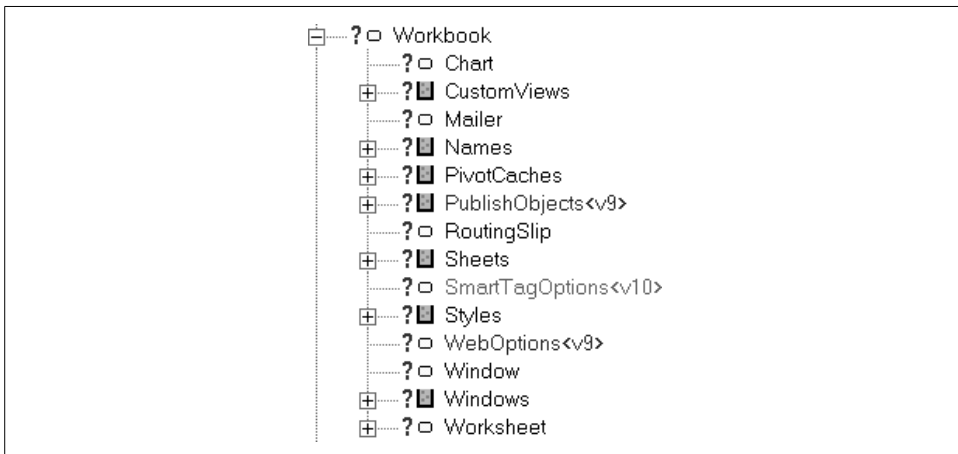 ? Workbook
? Chart
? CustomViews
? Mailer
? Names
? PivotCaches
? PublishObjects<v9>
? RoutingSlip
? Sheets
? SmartTagOptions<v10>
? Styles
? WebOptions<v9>
? Window
? Windows
? Worksheet